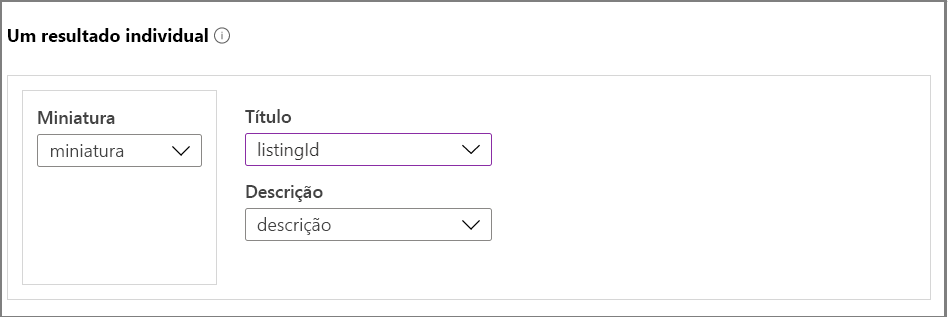 Um resultado individual
Miniatura
miniatura
Título
listingId
Descrição
descrição